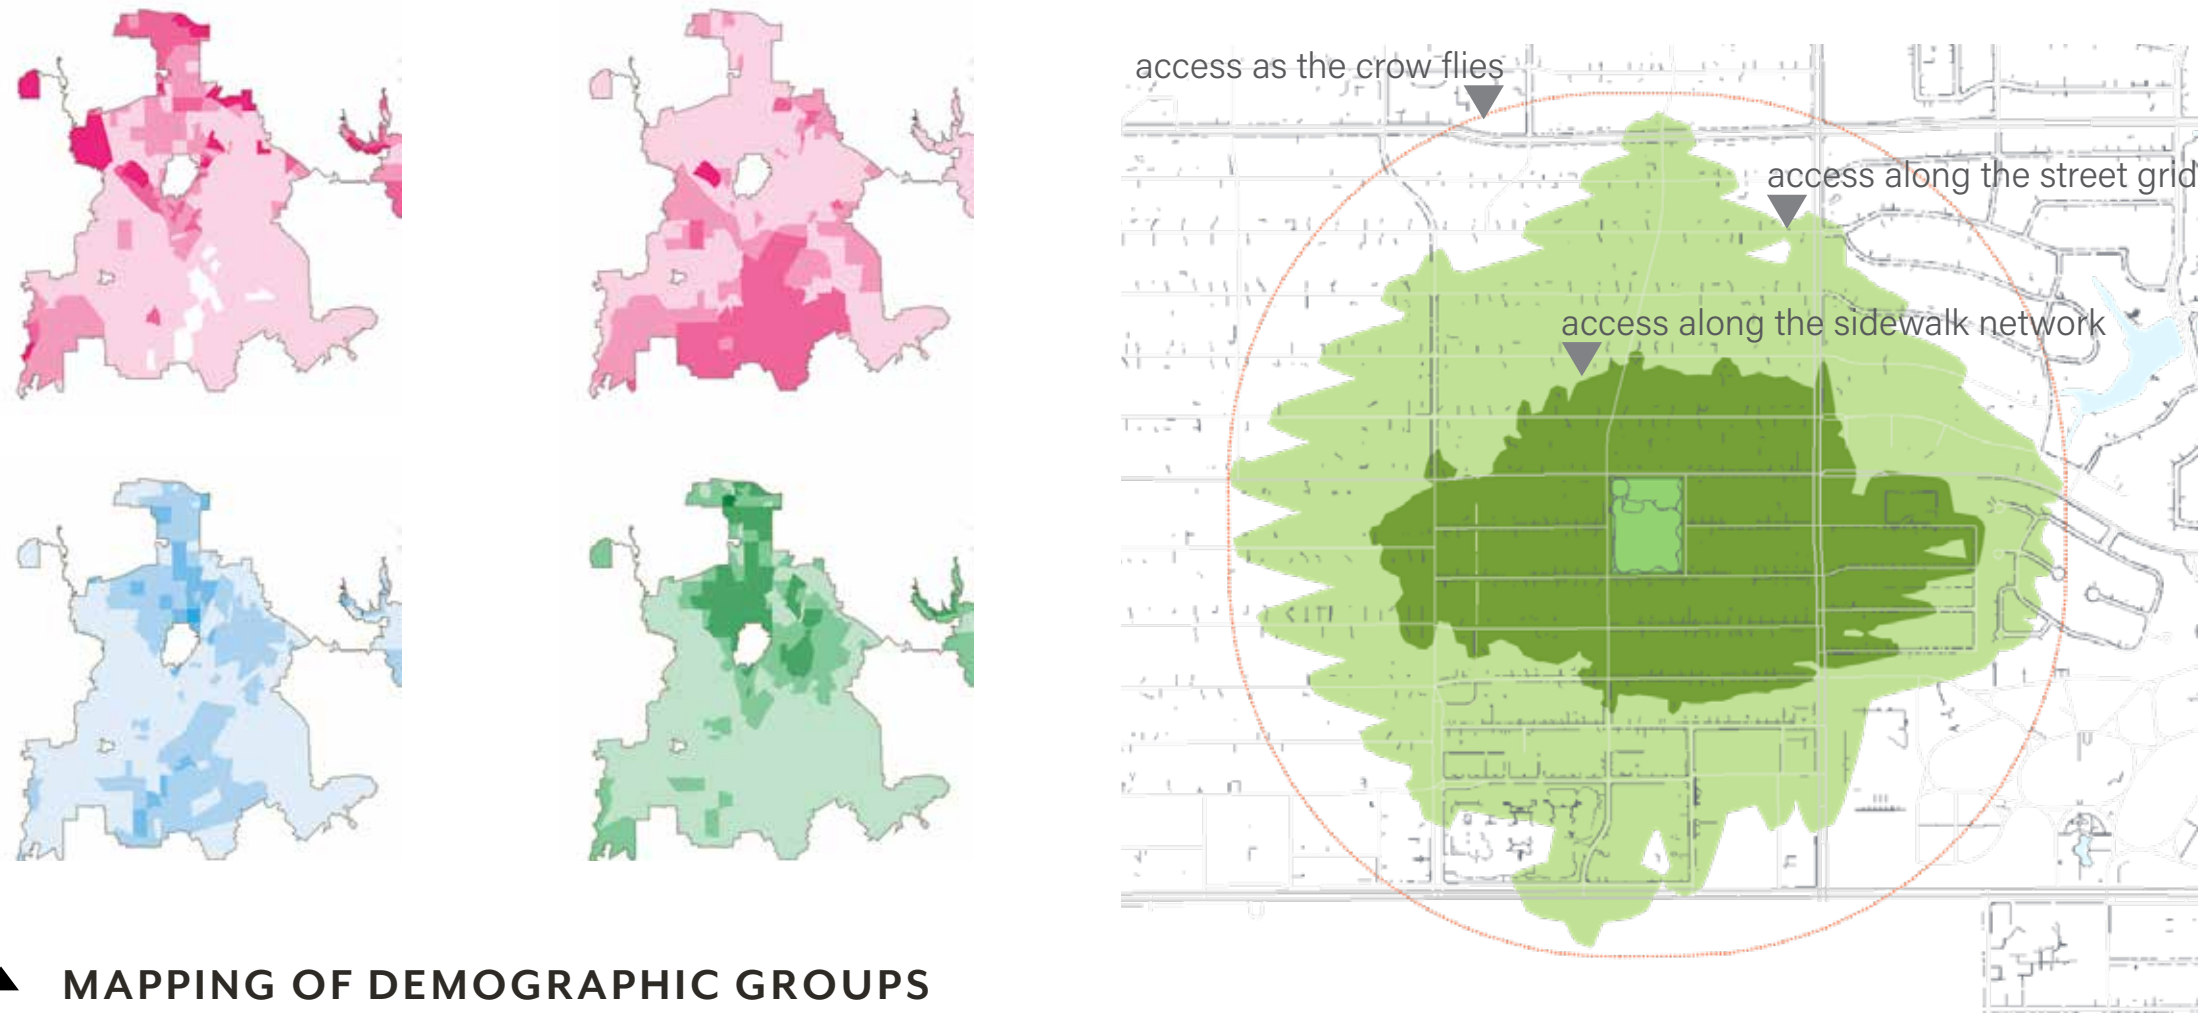 access as the crow flies
access along the street grid
access along the sidewalk network
MAPPING OF DEMOGRAPHIC GROUPS